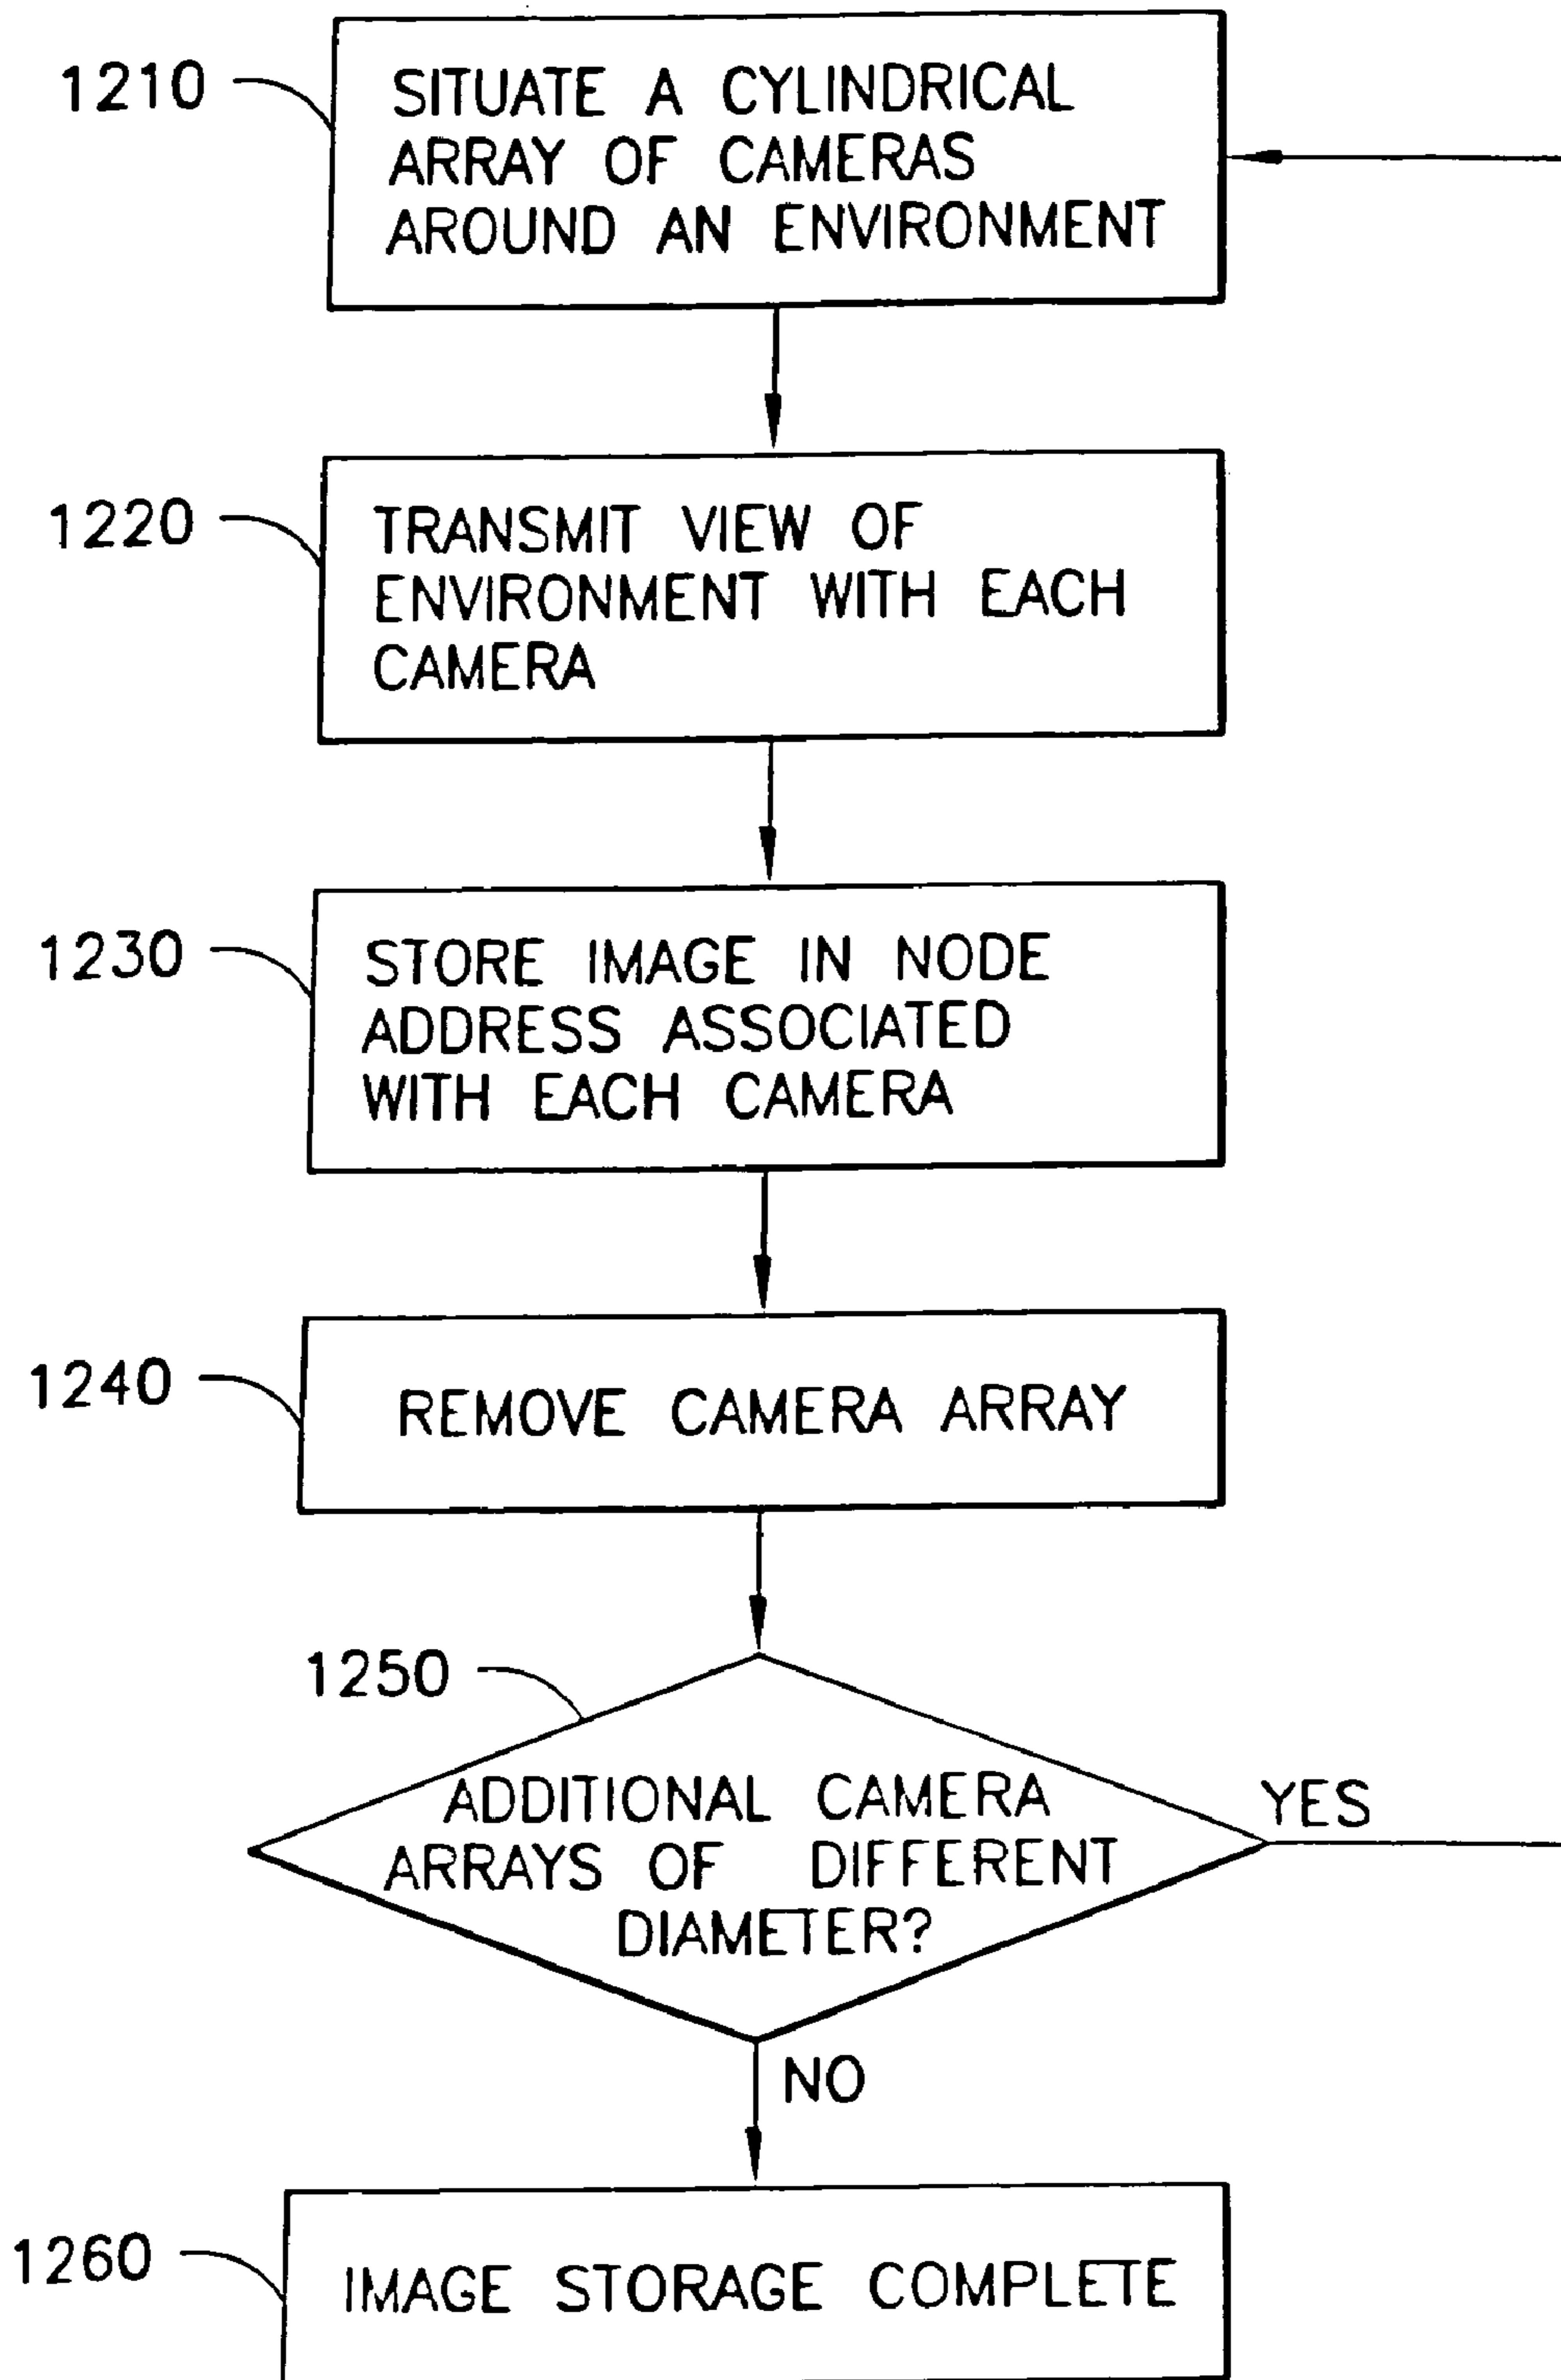 1210
SITUATE A CYLINDRICAL
ARRAY OF CAMERAS
AROUND AN ENVIRONMENT
1220
TRANSMIT VIEW OF
ENVIRONMENT WITH EACH
CAMERA
1230
STORE IMAGE IN NODE
ADDRESS ASSOCIATED
WITH EACH CAMERA
1240
REMOVE CAMERA ARRAY
1250
ADDITIONAL CAMERA
ARRAYS OF DIFFERENT
DIAMETER?
YES
NO
1260
IMAGE STORAGE COMPLETE